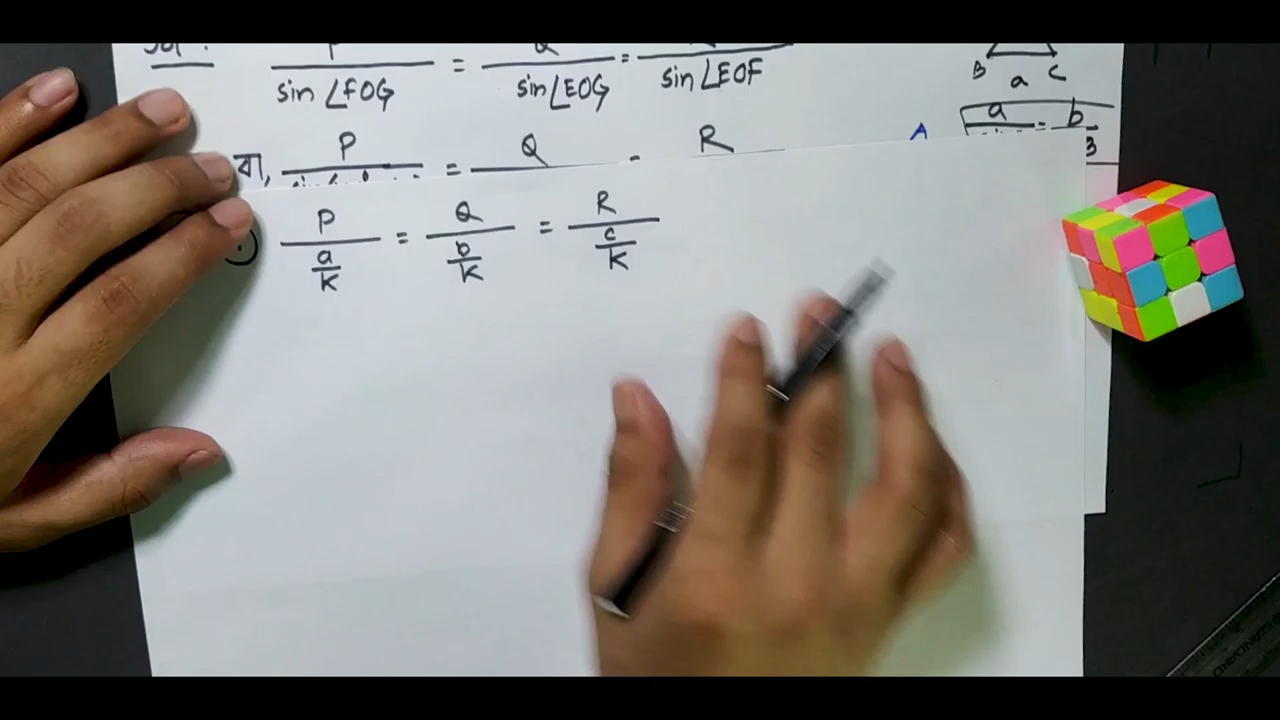 P/sin ∠FOG = Q/sin ∠EOG = /sin ∠EOF
B a C
a = b
বা, P = Q R
A
P/(a/K) = Q/(b/K) = R/(c/K)